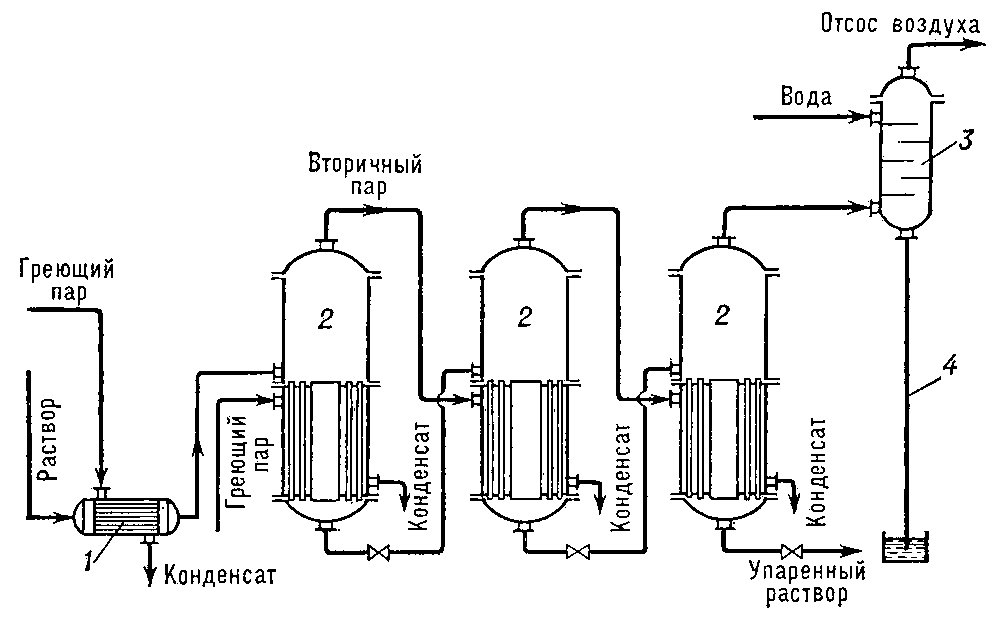 Отсос воздуха
Вода
3
Вторичный
пар
Греющий
пар
2
2
2
4
Раствор
Греющий
пар
Конденсат
Конденсат
Конденсат
1
Конденсат
Упаренный
раствор